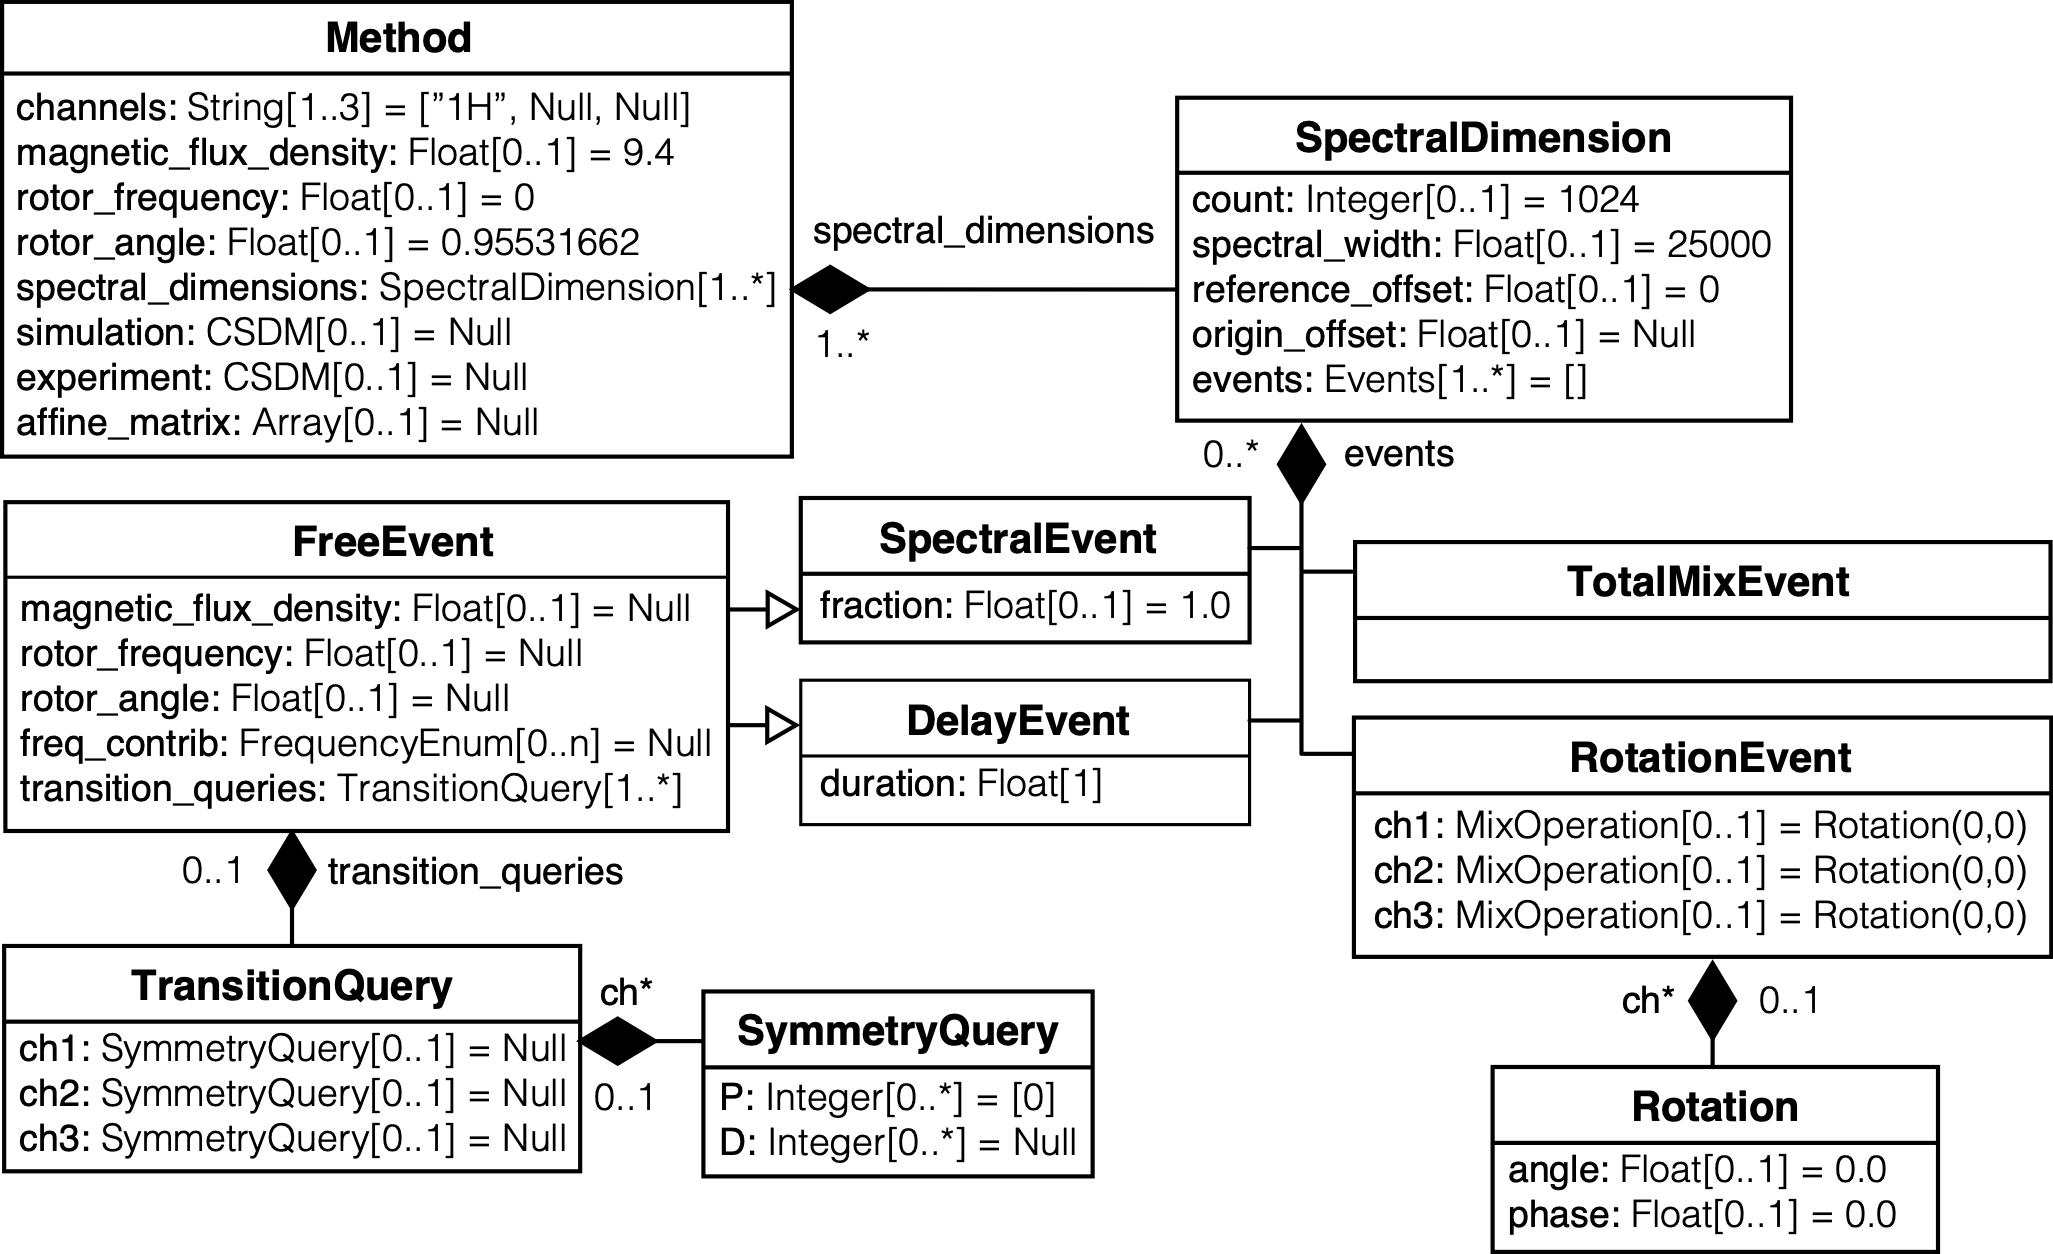 Method
channels: String[1..3] = [”1H”, Null, Null]
magnetic_flux_density: Float[0..1] = 9.4
rotor_frequency: Float[0..1] = 0
rotor_angle: Float[0..1] = 0.95531662
spectral_dimensions: SpectralDimension[1..*]
simulation: CSDM[0..1] = Null
experiment: CSDM[0..1] = Null
affine_matrix: Array[0..1] = Null
spectral_dimensions
1..*
SpectralDimension
count: Integer[0..1] = 1024
spectral_width: Float[0..1] = 25000
reference_offset: Float[0..1] = 0
origin_offset: Float[0..1] = Null
events: Events[1..*] = []
0..*
events
FreeEvent
magnetic_flux_density: Float[0..1] = Null
rotor_frequency: Float[0..1] = Null
rotor_angle: Float[0..1] = Null
freq_contrib: FrequencyEnum[0..n] = Null
transition_queries: TransitionQuery[1..*]
SpectralEvent
fraction: Float[0..1] = 1.0
DelayEvent
duration: Float[1]
TotalMixEvent
RotationEvent
ch1: MixOperation[0..1] = Rotation(0,0)
ch2: MixOperation[0..1] = Rotation(0,0)
ch3: MixOperation[0..1] = Rotation(0,0)
0..1
transition_queries
TransitionQuery
ch1: SymmetryQuery[0..1] = Null
ch2: SymmetryQuery[0..1] = Null
ch3: SymmetryQuery[0..1] = Null
ch*
0..1
SymmetryQuery
P: Integer[0..*] = [0]
D: Integer[0..*] = Null
ch*
0..1
Rotation
angle: Float[0..1] = 0.0
phase: Float[0..1] = 0.0